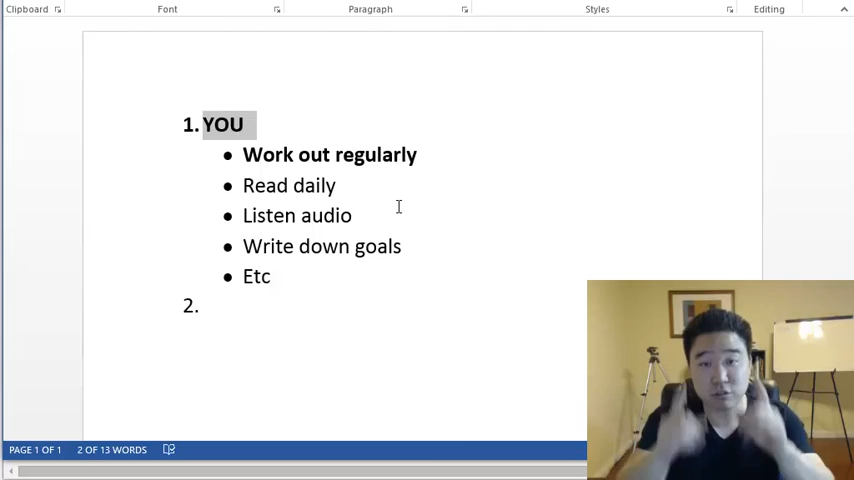 Clipboard Font Paragraph Styles Editing
1. YOU
● Work out regularly
● Read daily
● Listen audio
● Write down goals
● Etc
2.
PAGE 1 OF 1 2 OF 13 WORDS